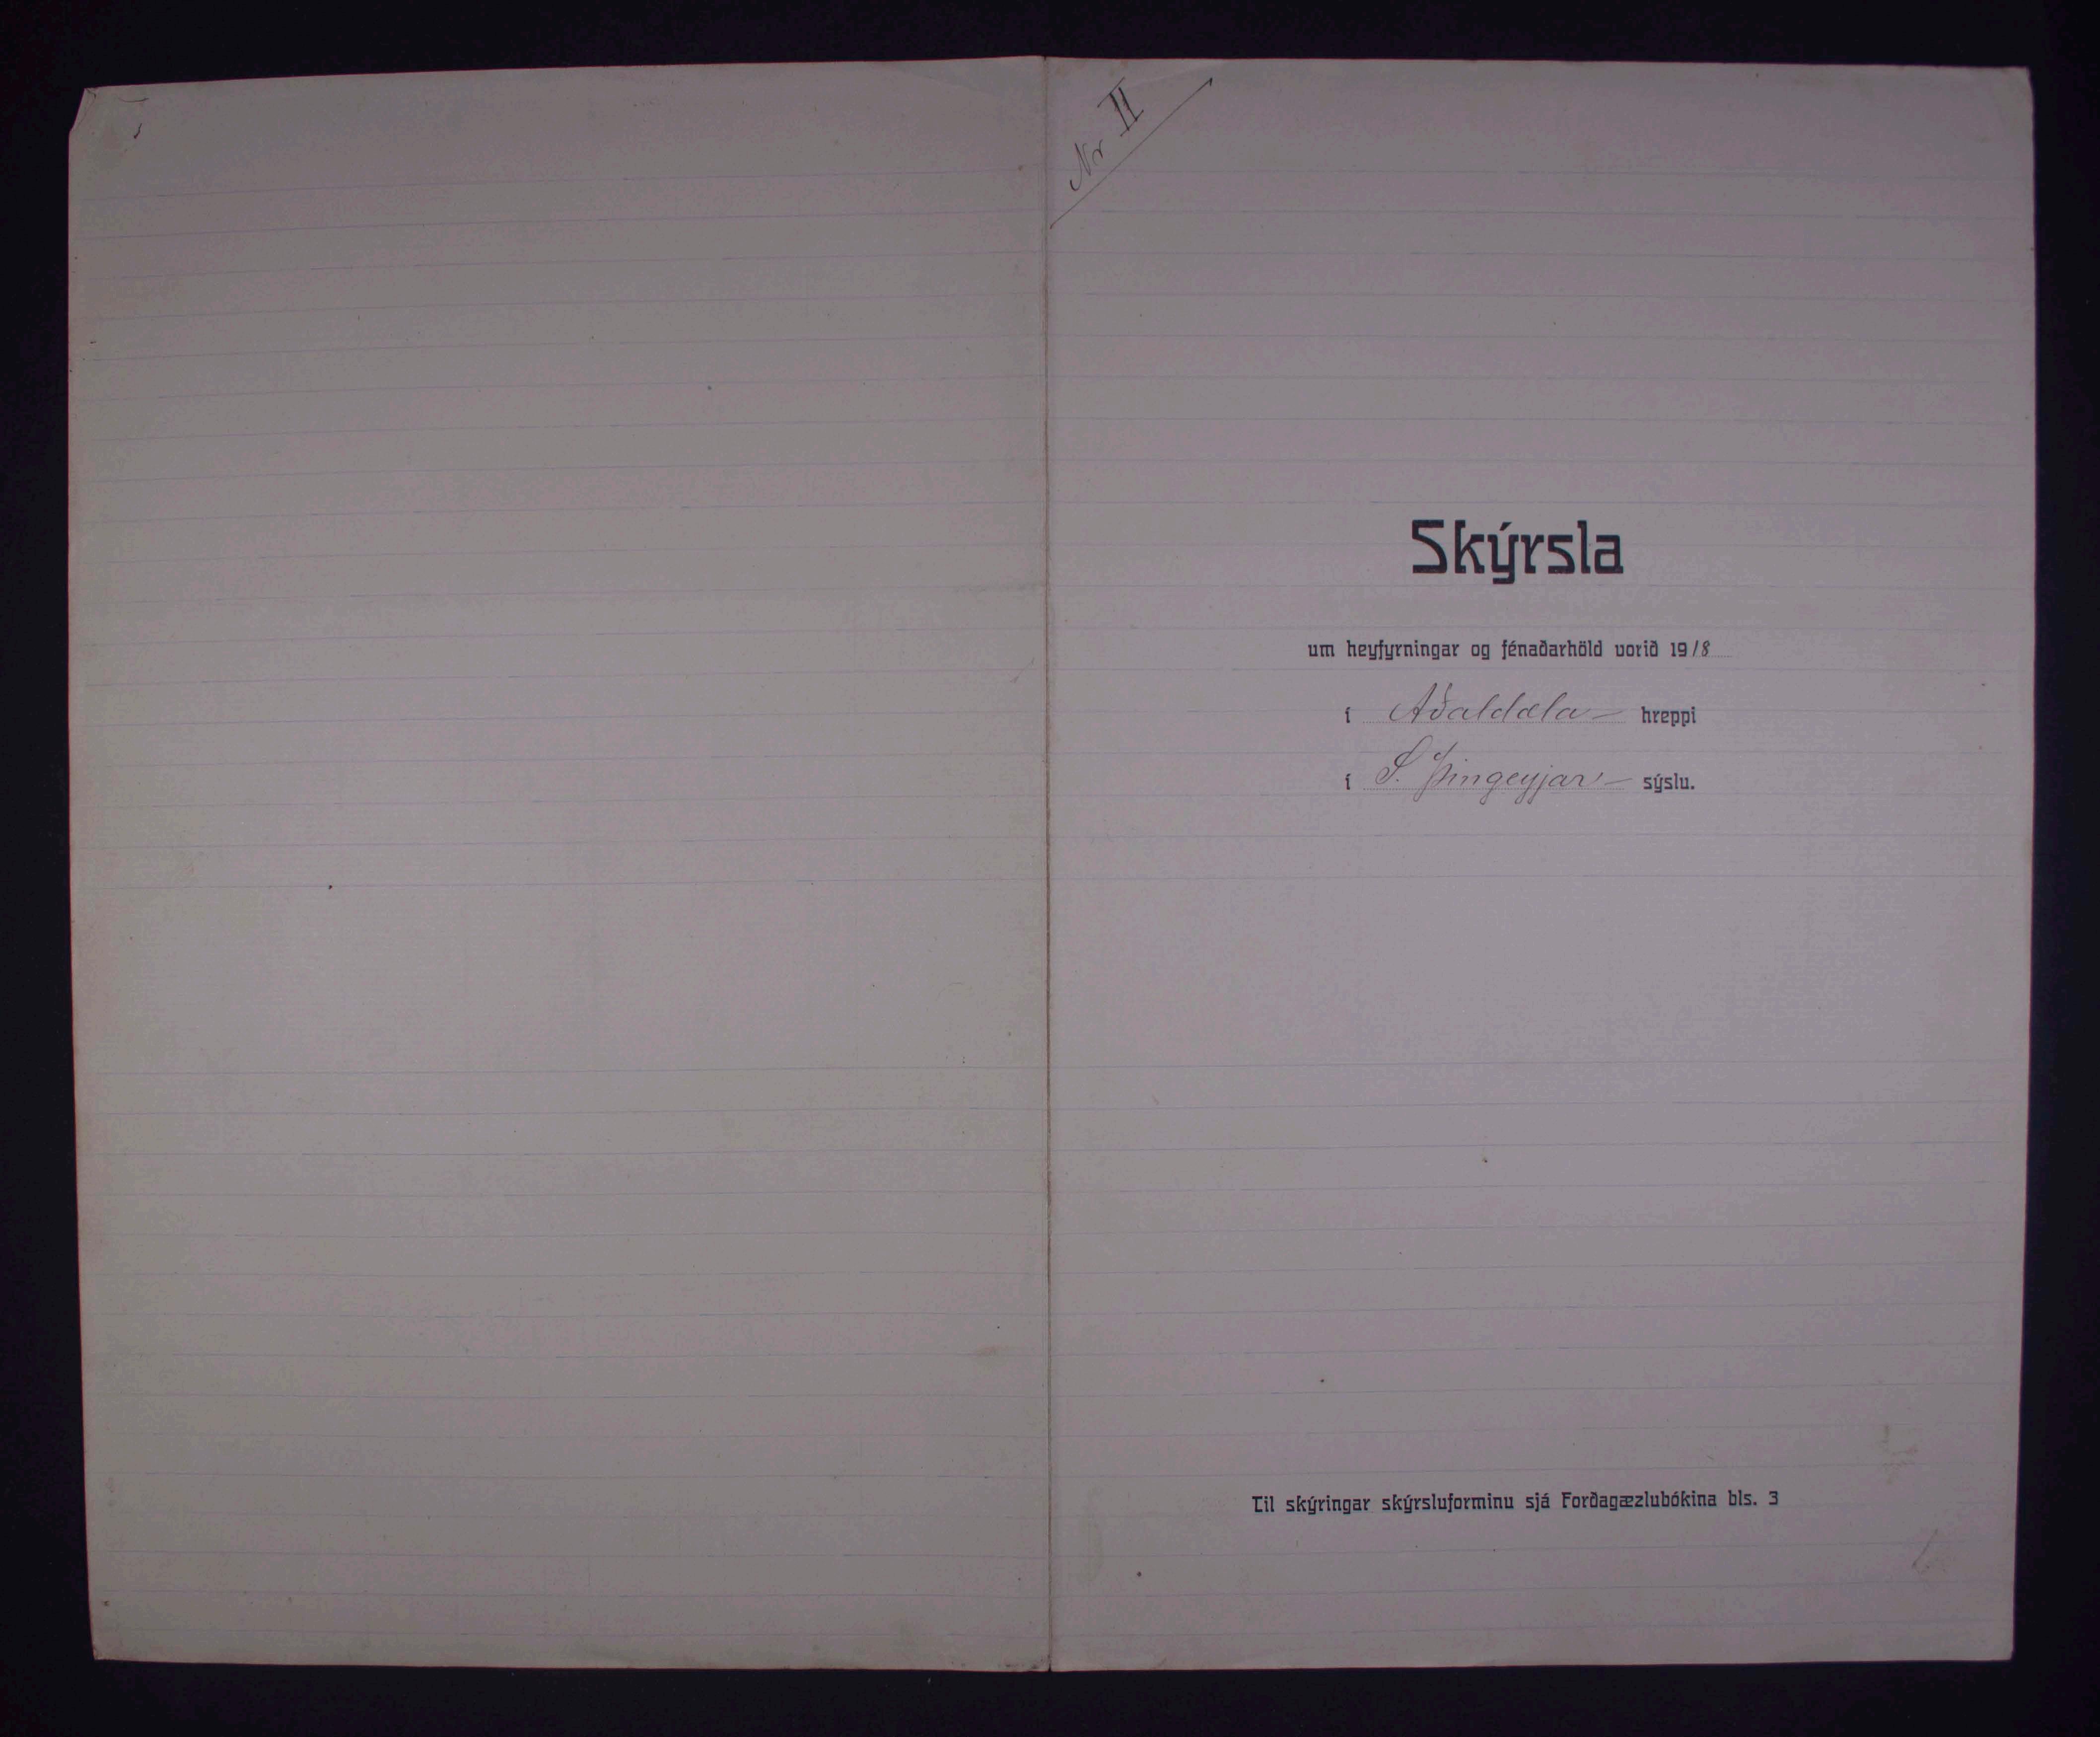 Nr II
Skýrsla
um heyfyrningar og fénaðarhöld vorið 1918
í Aðaldæla- hreppi
í S. Þingeyjar- sýslu.
Til skýringar skýrsluforminu sjá Forðagæzlubókina bls. 3